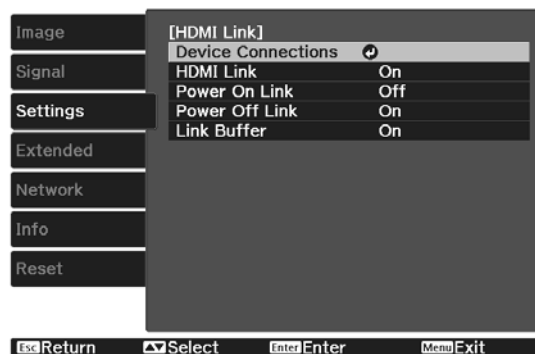 Image
Signal
Settings
Extended
Network
Info
Reset
[HDMI Link]
Device Connections
HDMI Link On
Power On Link Off
Power Off Link On
Link Buffer On
Esc Return Select Enter Enter Menu Exit